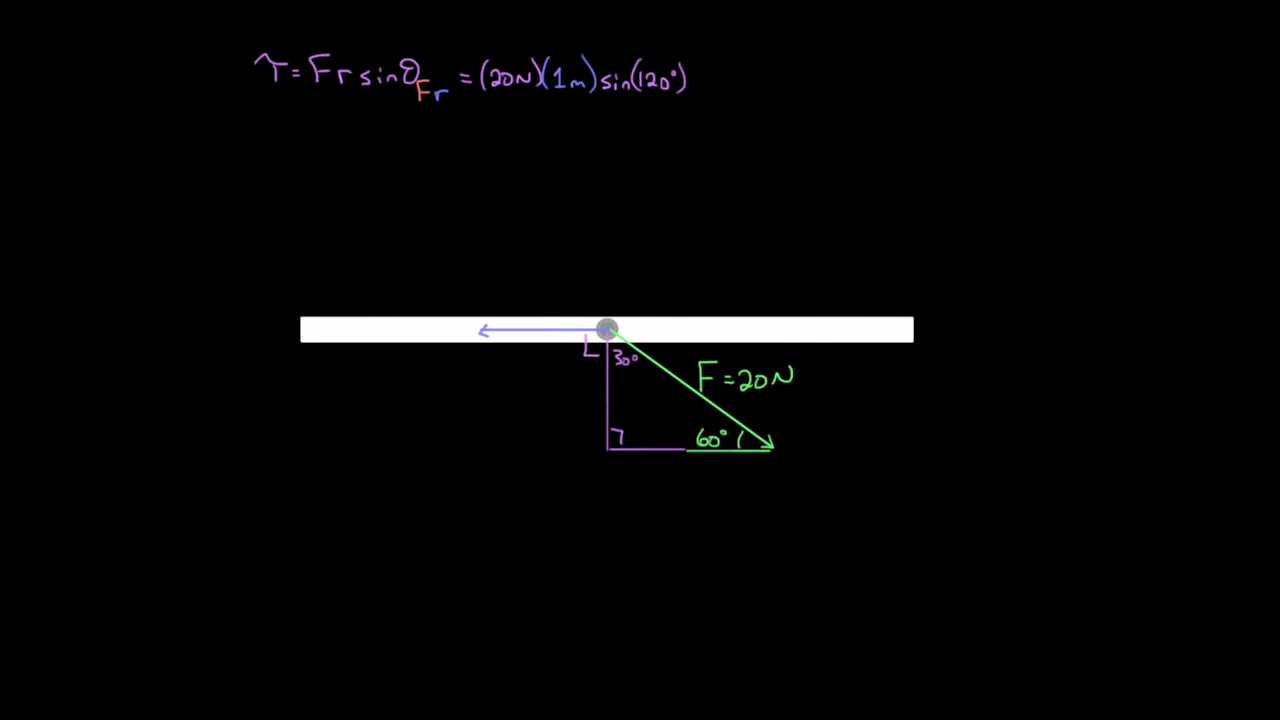 τ = F r sin θFr = (20N)(1m) sin(120°)
30°
F = 20N
60°